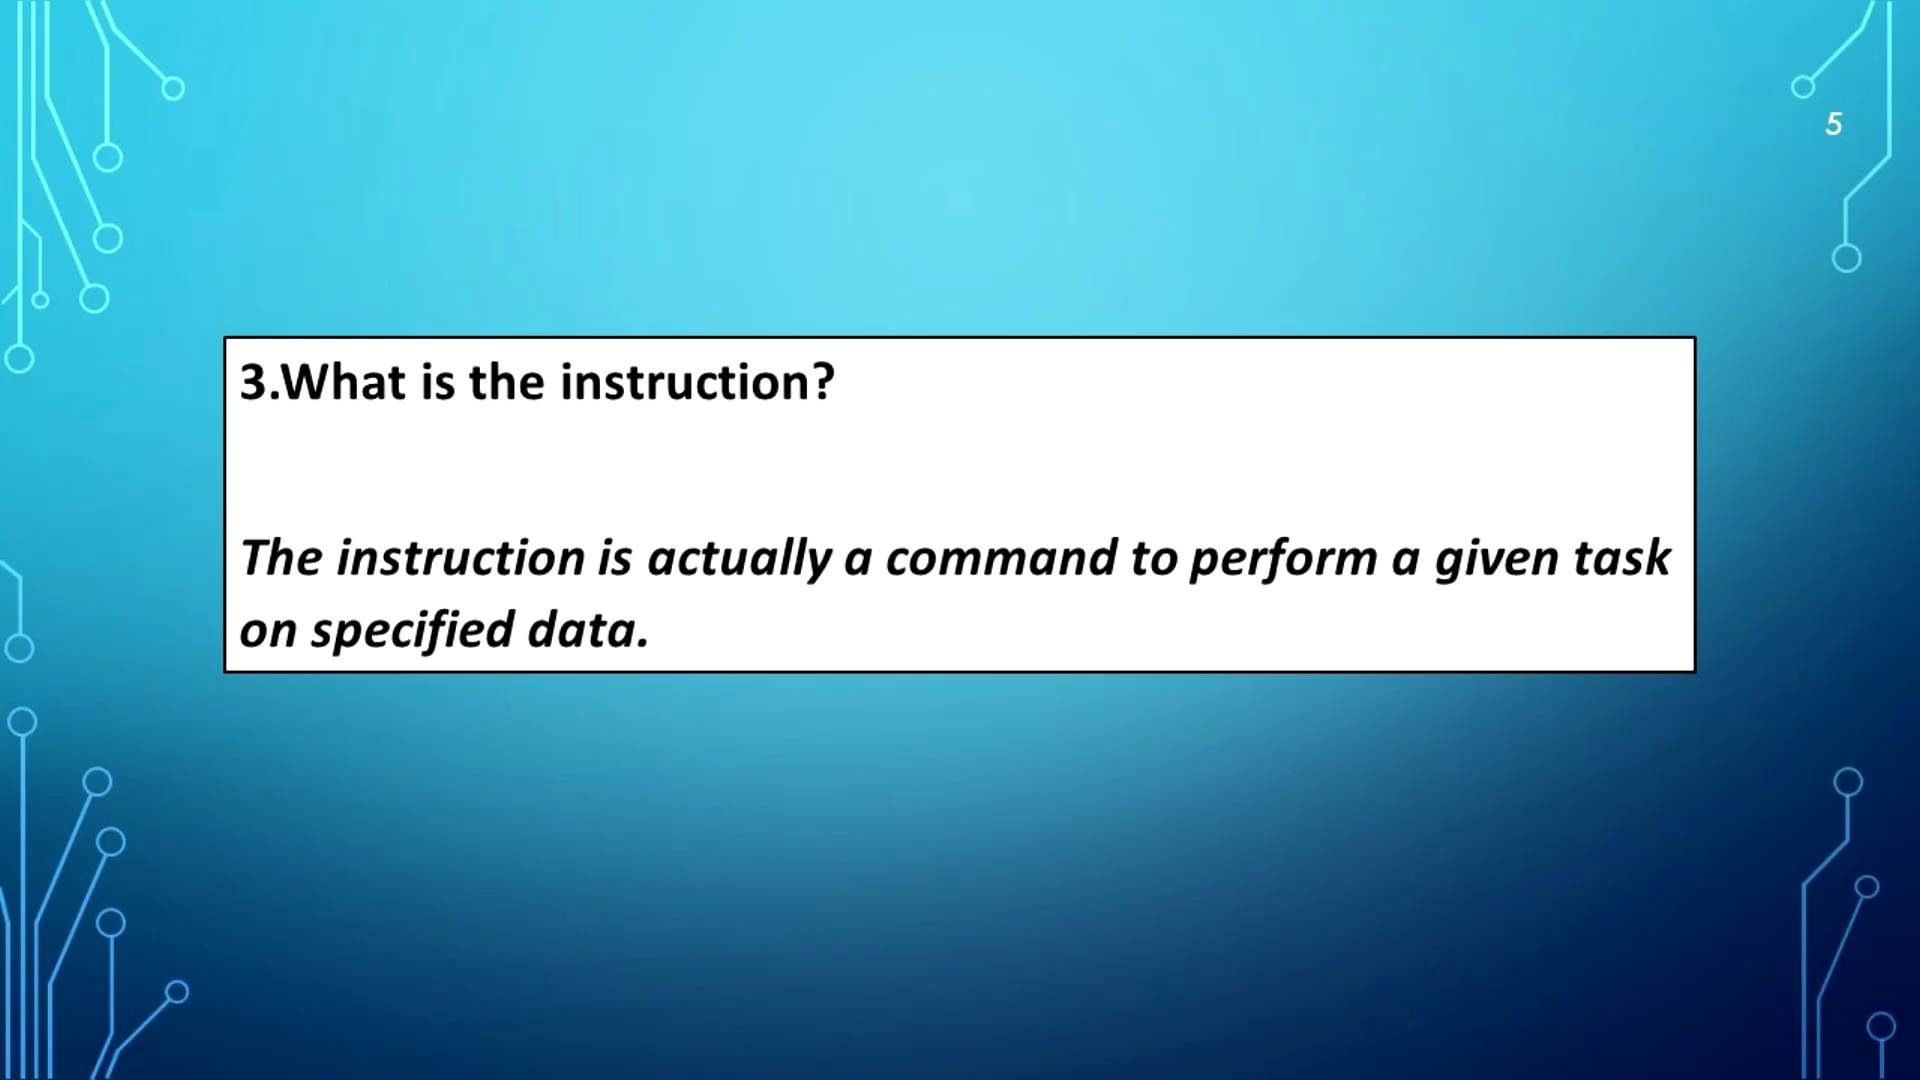 5
3.What is the instruction?
The instruction is actually a command to perform a given task
on specified data.